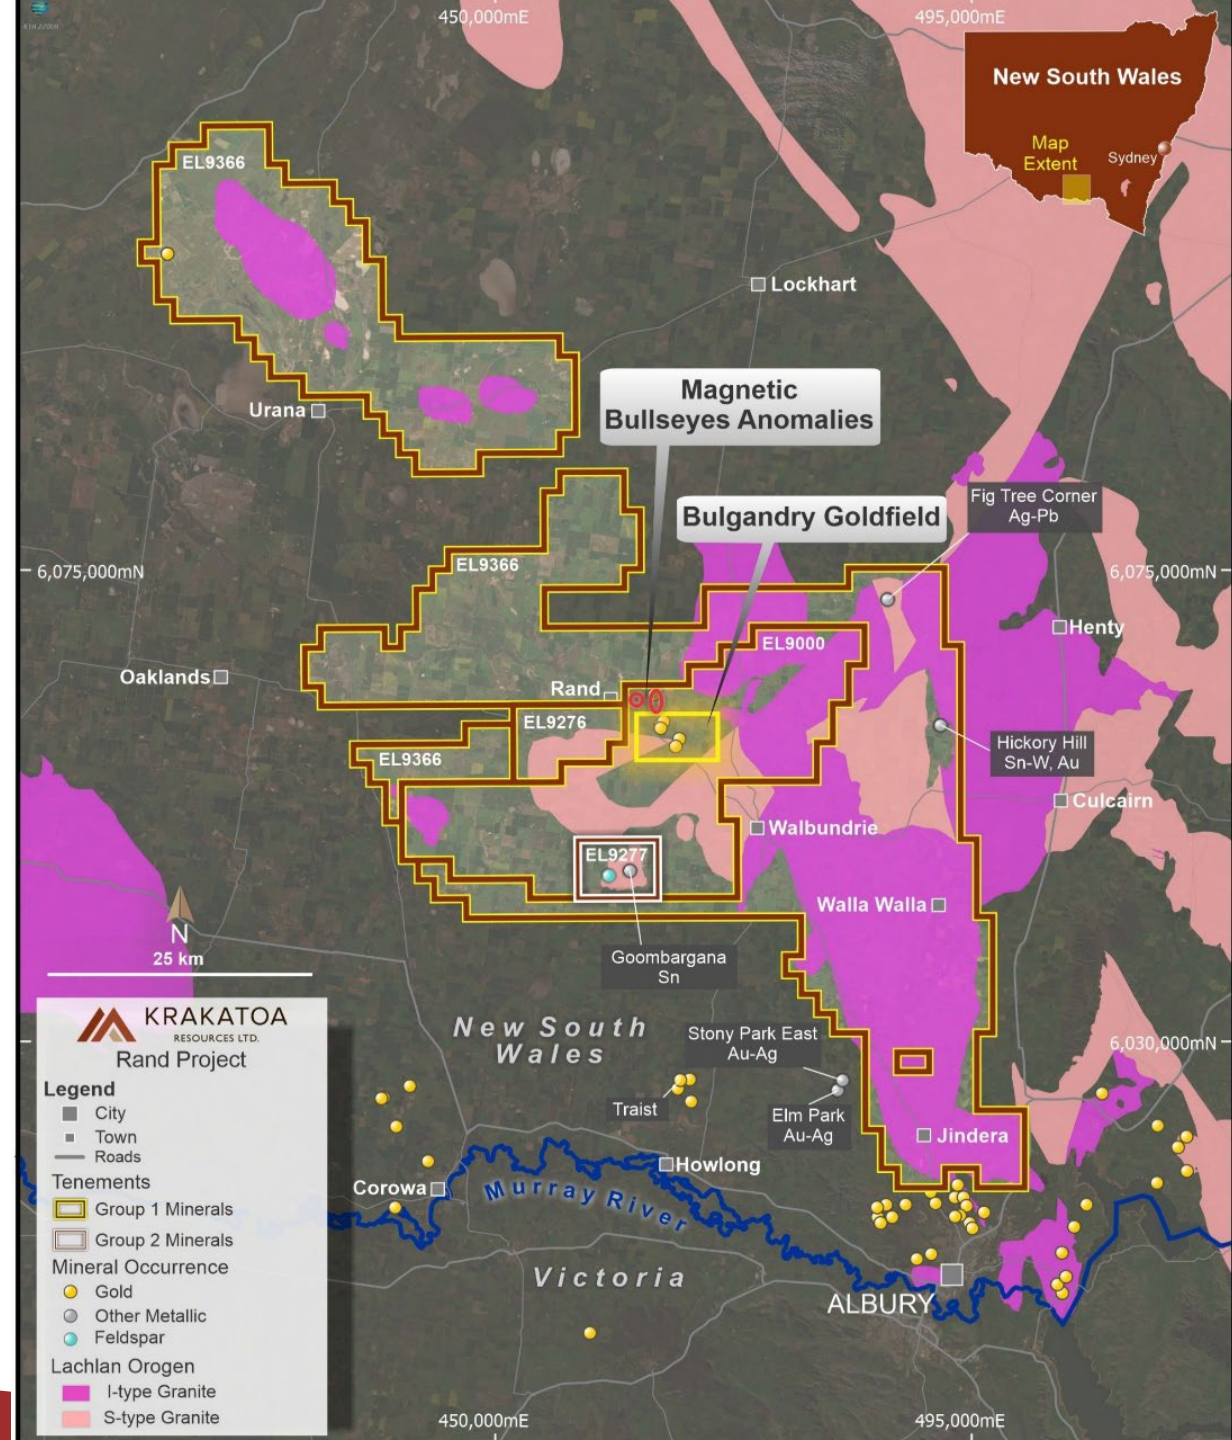 450,000mE
495,000mE
New South Wales
Map
Extent
Sydney
EL9366
Lockhart
Magnetic
Bullseyes Anomalies
Urana
Bulgandry Goldfield
Fig Tree Corner
Ag-Pb
EL9366
6,075,000mN
6,075,000mN
Henty
EL9000
Oaklands
Rand
EL9276
Hickory Hill
Sn-W, Au
EL9366
Culcairn
Walbundrie
EL9277
Walla Walla
N
25 km
Goombargana
Sn
KRAKATOA
RESOURCES LTD.
Rand Project
New South
Wales
Stony Park East
Au-Ag
6,030,000mN
Traist
Elm Park
Au-Ag
Jindera
Howlong
Corowa
Murray River
Victoria
ALBURY
Legend
City
Town
Roads
Tenements
Group 1 Minerals
Group 2 Minerals
Mineral Occurrence
Gold
Other Metallic
Feldspar
Lachlan Orogen
I-type Granite
S-type Granite
450,000mE
495,000mE